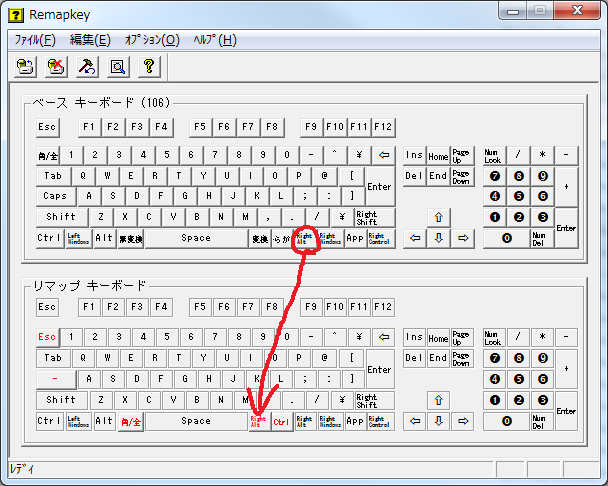 Remapkey
ﾌｧｲﾙ(F) 編集(E) ｵﾌﾟｼｮﾝ(O) ﾍﾙﾌﾟ(H)
ベース キーボード (106)
Esc F1 F2 F3 F4 F5 F6 F7 F8 F9 F10 F11 F12
角/全 1 2 3 4 5 6 7 8 9 0 - ^ ¥ ⇦ Ins Home Page Up Num Look / * -
Tab Q W E R T Y U I O P @ [ Enter Del End Page Down 7 8 9 +
Caps A S D F G H J K L ; : ] 4 5 6
Shift Z X C V B N M , . / ¥ Right Shift ⇧ 1 2 3 Enter
Ctrl Left Windows Alt 無変換 Space 変換 らが Right Alt Right Windows App Right Control ⇦ ⇩ ⇨ 0 Num Del
リマップ キーボード
Esc F1 F2 F3 F4 F5 F6 F7 F8 F9 F10 F11 F12
Esc 1 2 3 4 5 6 7 8 9 0 - ^ ¥ ⇦ Ins Home Page Up Num Look / * -
Tab Q W E R T Y U I O P @ [ Enter Del End Page Down 7 8 9 +
- A S D F G H J K L ; : ] 4 5 6
Shift Z X C V B N M . / ¥ Right Shift ⇧ 1 2 3 Enter
Ctrl Left Windows Alt 角/全 Space Right Alt Ctrl Right Alt Right Windows App Right Control ⇦ ⇩ ⇨ 0 Num Del
ﾚﾃﾞｨ